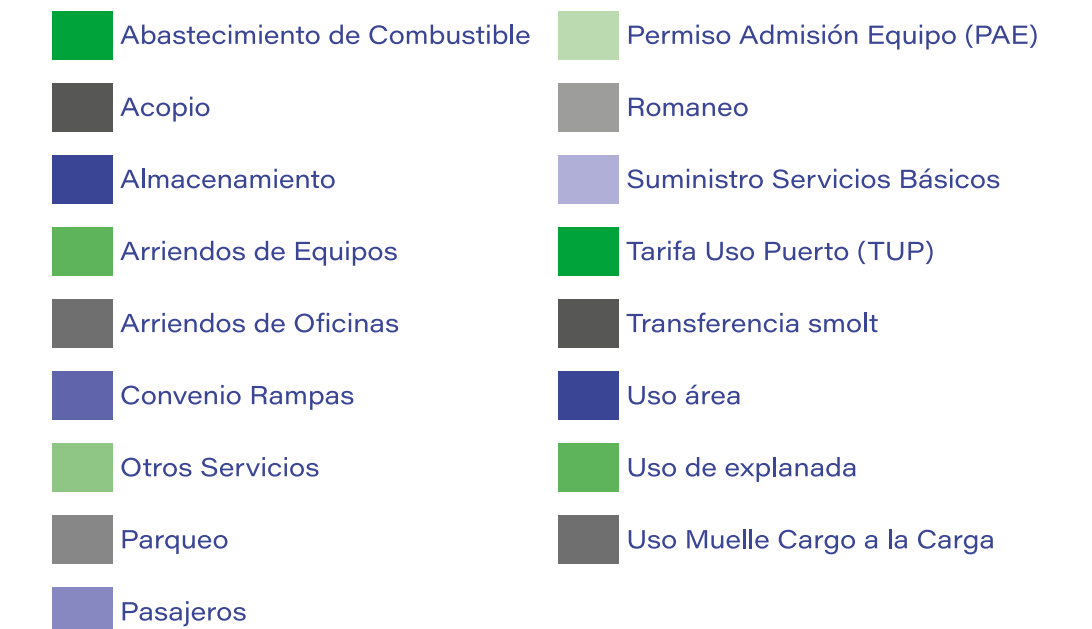 Abastecimiento de Combustible
Acopio
Almacenamiento
Arriendos de Equipos
Arriendos de Oficinas
Convenio Rampas
Otros Servicios
Parqueo
Pasajeros
Permiso Admisión Equipo (PAE)
Romaneo
Suministro Servicios Básicos
Tarifa Uso Puerto (TUP)
Transferencia smolt
Uso área
Uso de explanada
Uso Muelle Cargo a la Carga